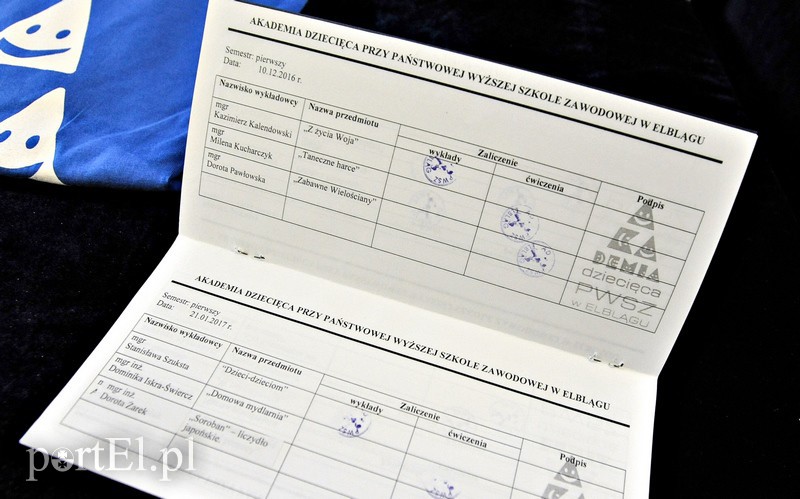 AKADEMIA DZIECIĘCA PRZY PAŃSTWOWEJ WYŻSZEJ SZKOLE ZAWODOWEJ W ELBLĄGU
Semestr: pierwszy
Data: 10.12.2016 r.
Nazwisko wykładowcy Nazwa przedmiotu Zaliczenie Podpis
wykłady ćwiczenia
mgr
Kazimierz Kalendowski „Z życia Woja”
mgr
Milena Kucharczyk „Taneczne harce”
mgr
Dorota Pawłowska „Zabawne Wielościany”
AKADEMIA
dziecięca
PWSZ
w ELBLĄGU
AKADEMIA DZIECIĘCA PRZY PAŃSTWOWEJ WYŻSZEJ SZKOLE ZAWODOWEJ W ELBLĄGU
Semestr: pierwszy
Data: 21.01.2017 r.
Nazwisko wykładowcy Nazwa przedmiotu Zaliczenie Podpis
wykłady ćwiczenia
mgr
Stanisława Szuksta „Dzieci-dzieciom”
mgr inż.
Dominika Iskra-Świercz „Domowa mydlarnia”
mgr inż.
Dorota Żarek „Soroban” – liczydło
japońskie.
portEl.pl